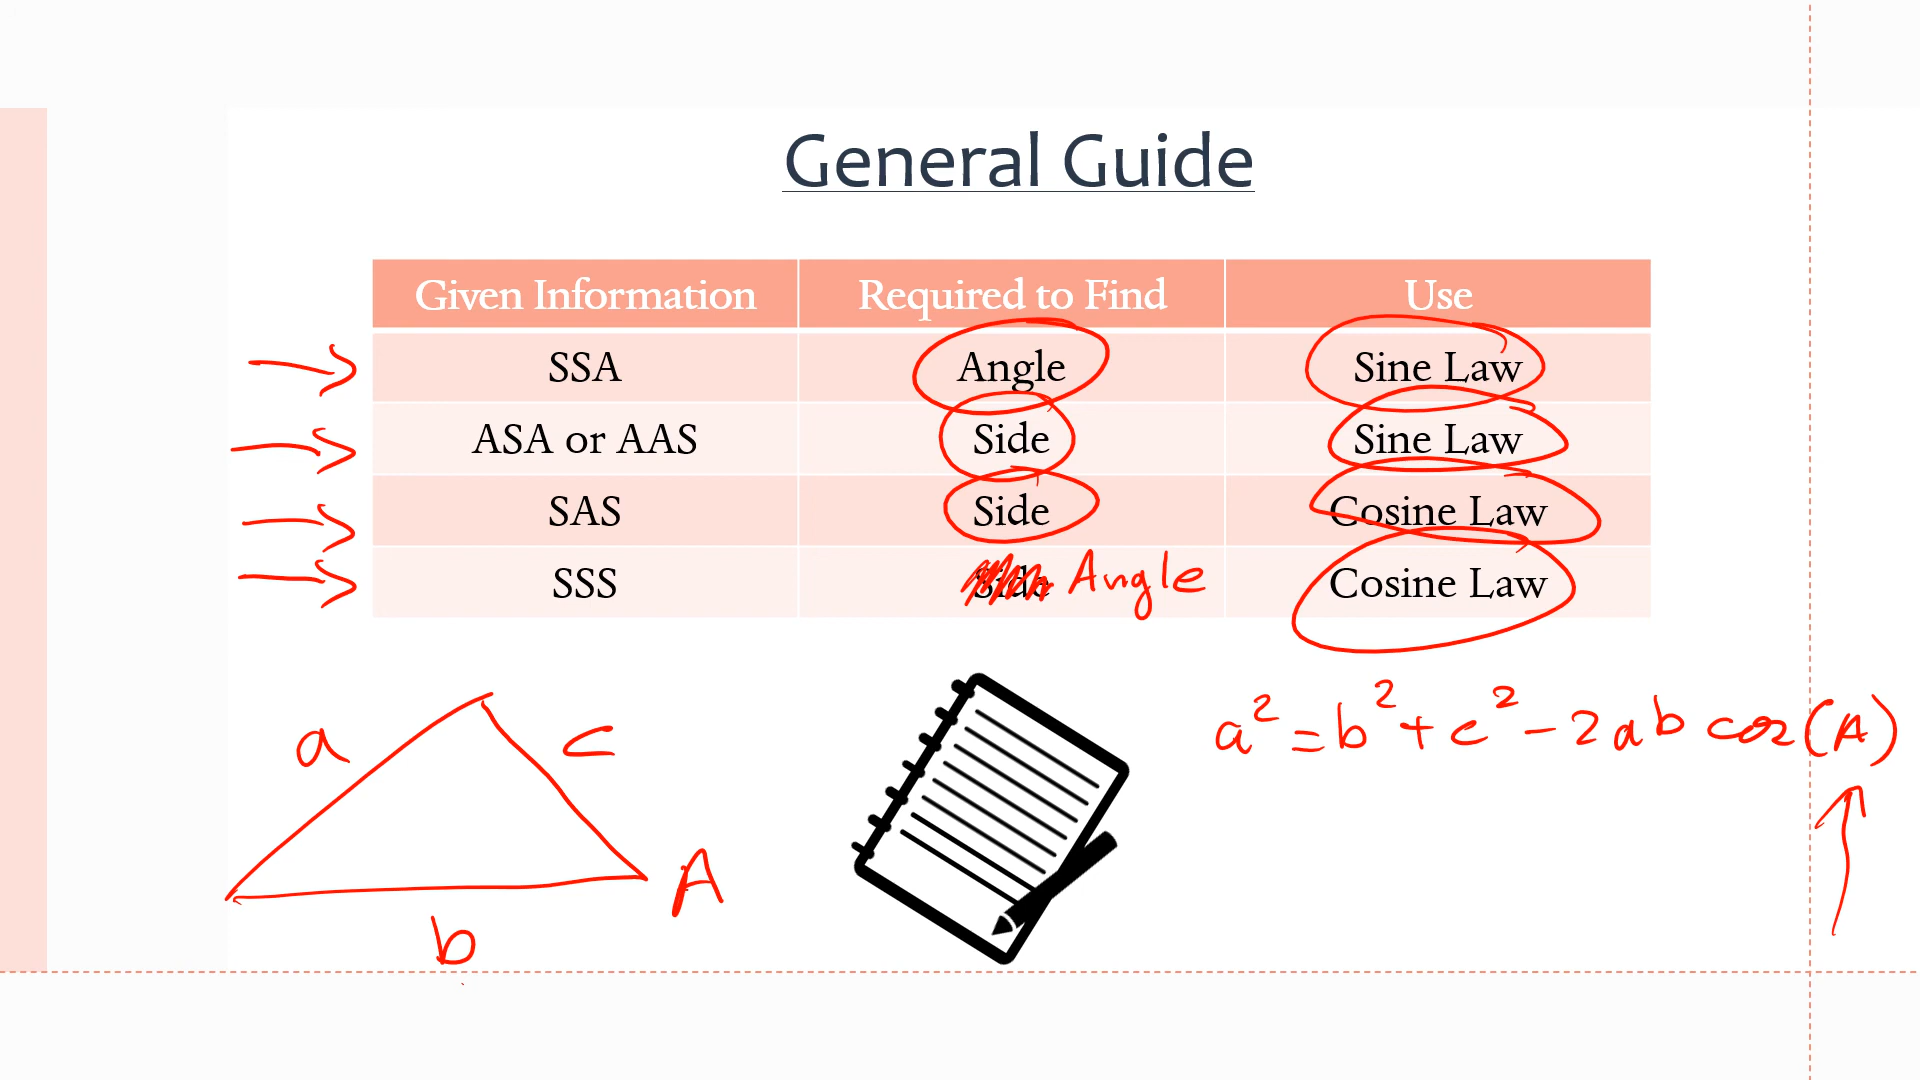 General Guide
Given Information Required to Find Use
SSA Angle Sine Law
ASA or AAS Side Sine Law
SAS Side Cosine Law
SSS Side Angle Cosine Law
a² = b² + c² - 2ab cos(A)
a c
A
b